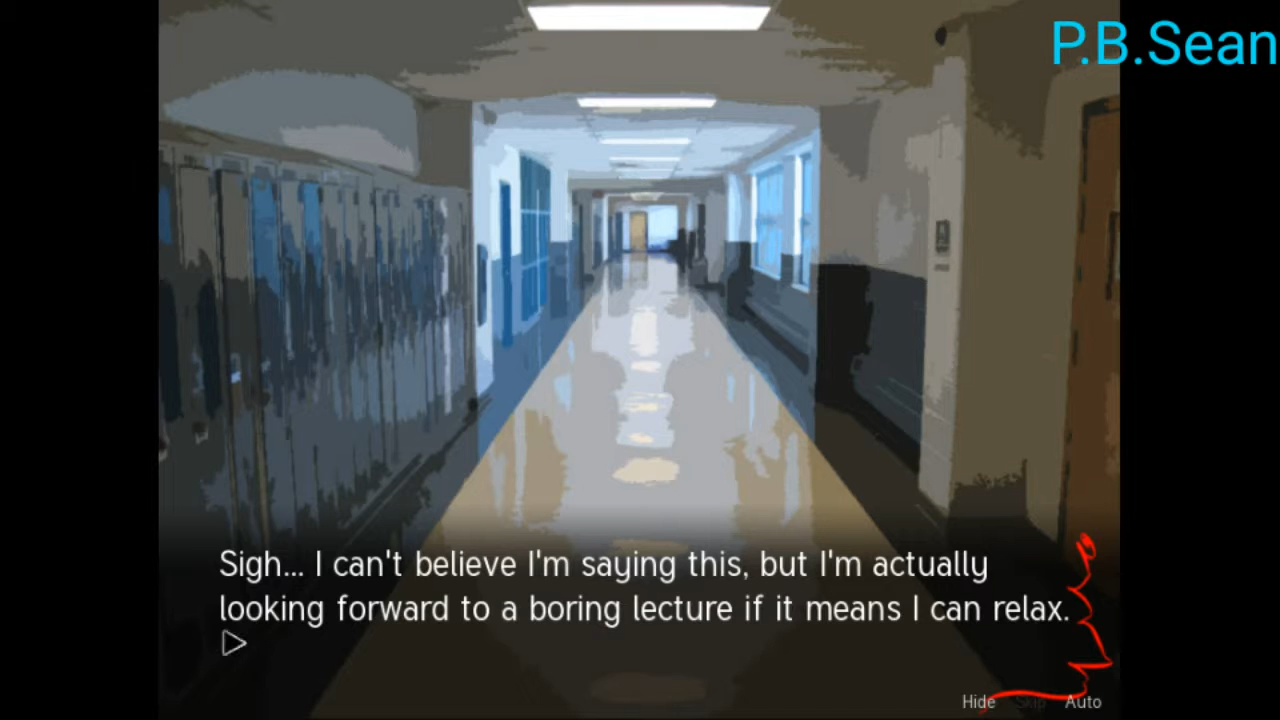 P.B.Sean
Sigh... I can't believe I'm saying this, but I'm actually
looking forward to a boring lecture if it means I can relax.
Hide Skip Auto